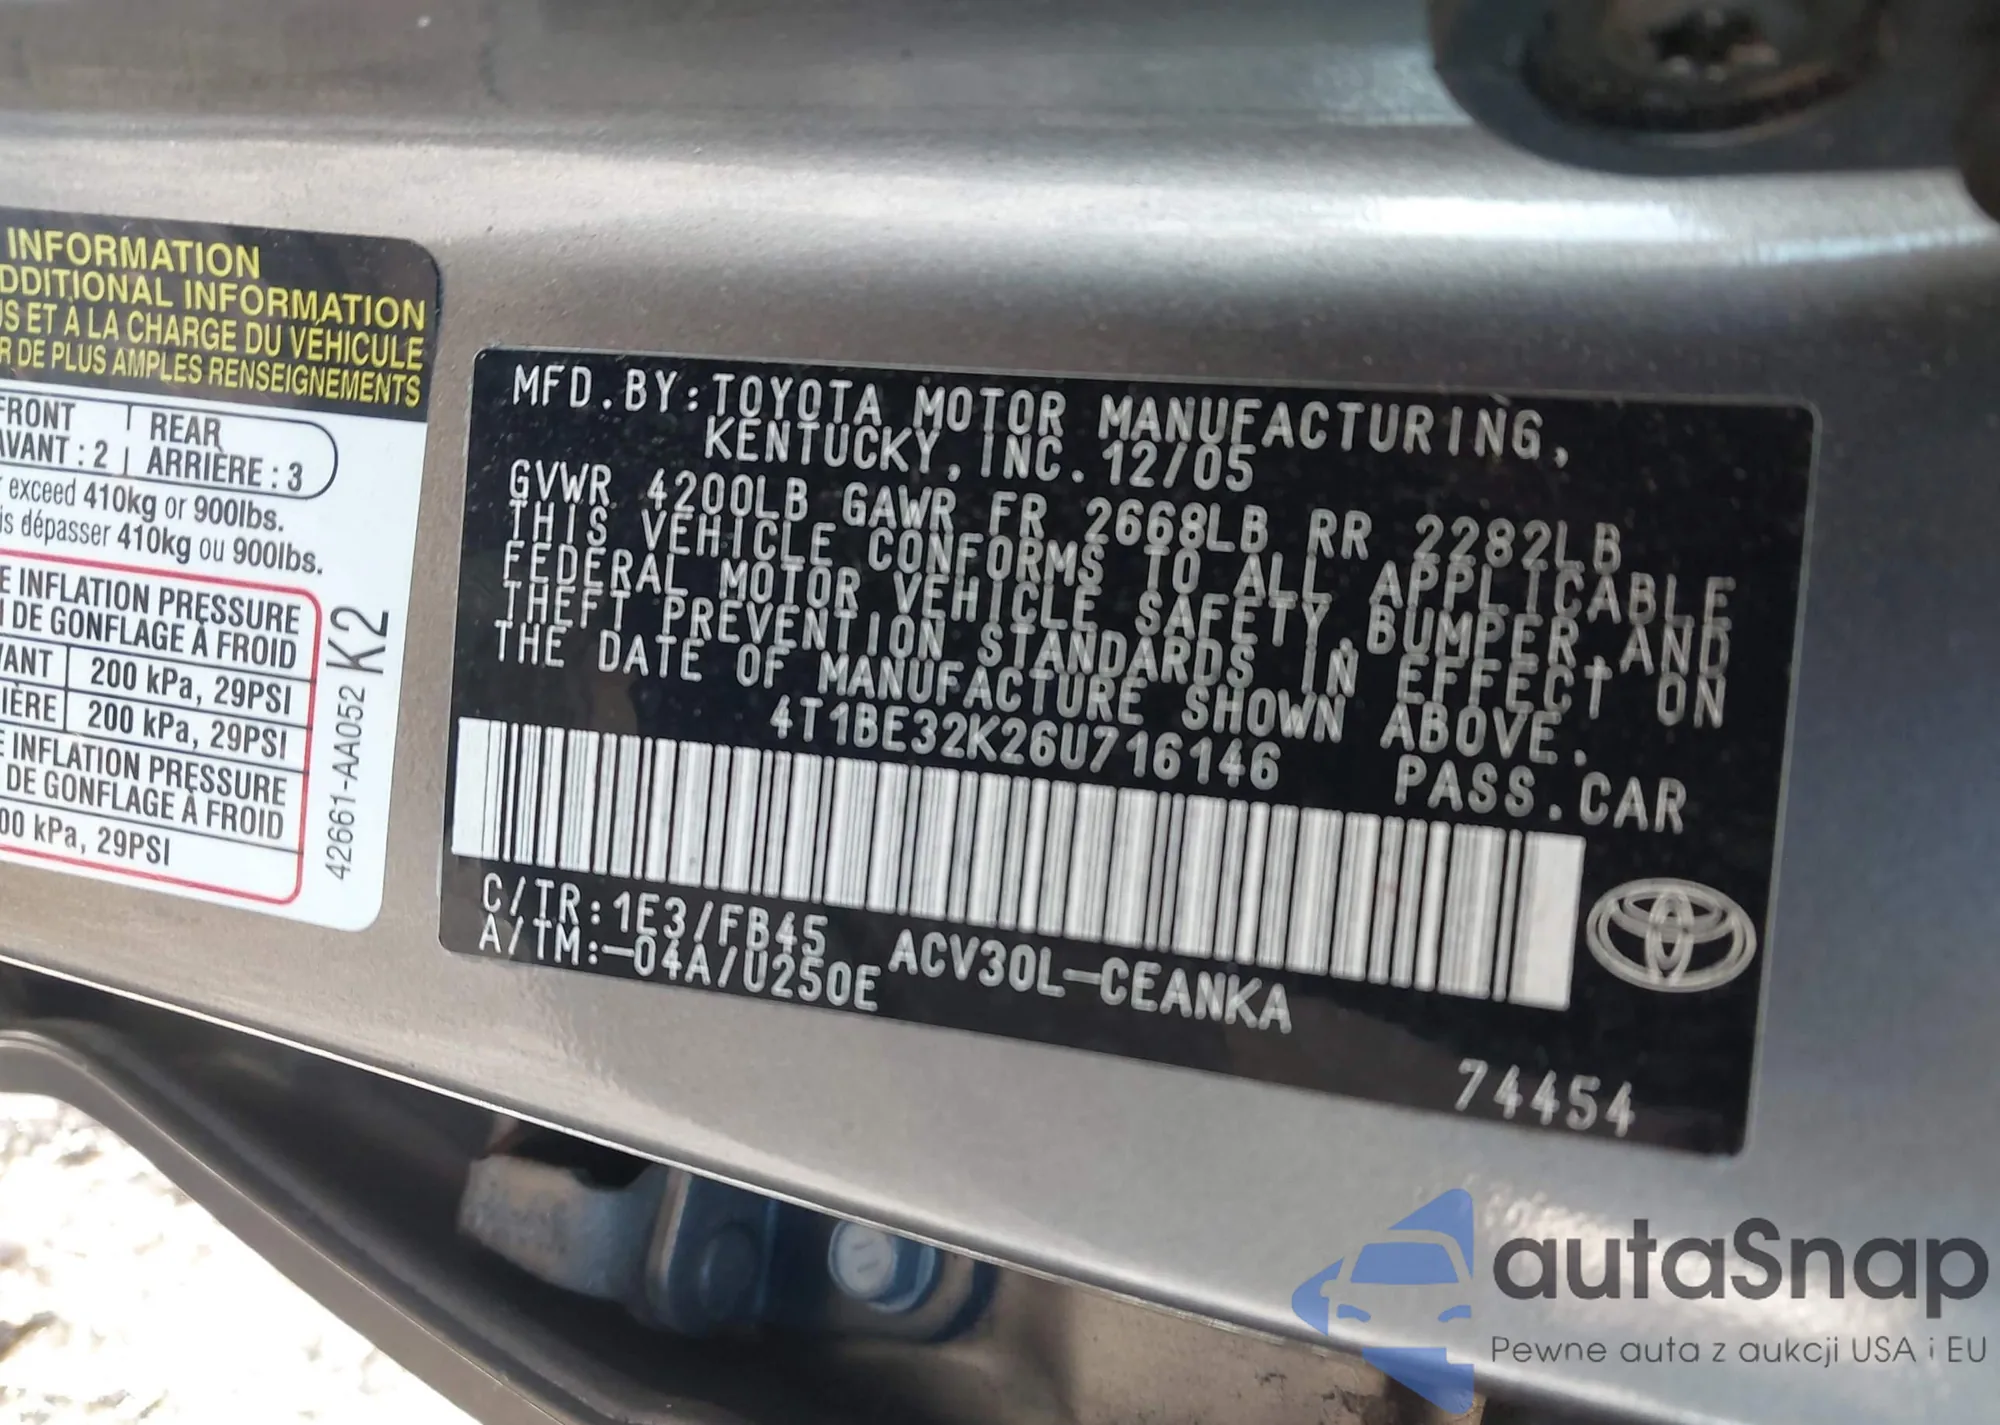 INFORMATION
DDITIONAL INFORMATION
US ET À LA CHARGE DU VÉHICULE
R DE PLUS AMPLES RENSEIGNEMENTS
FRONT
AVANT : 2
REAR
ARRIÈRE : 3
exceed 410kg or 900lbs.
is dépasser 410kg ou 900lbs.
E INFLATION PRESSURE
DE GONFLAGE À FROID
VANT 200 kPa, 29PSI
IÈRE 200 kPa, 29PSI
E INFLATION PRESSURE
DE GONFLAGE À FROID
00 kPa, 29PSI
42661-AA052 K2
MFD.BY:TOYOTA MOTOR MANUFACTURING,
KENTUCKY,INC.12/05
GVWR 4200LB GAWR FR 2668LB RR 2282LB
THIS VEHICLE CONFORMS TO ALL APPLICABLE
FEDERAL MOTOR VEHICLE SAFETY,BUMPER,AND
THEFT PREVENTION STANDARDS IN EFFECT ON
THE DATE OF MANUFACTURE SHOWN ABOVE.
4T1BE32K26U716146 PASS.CAR
C/TR:1E3/FB45
A/TM:-04A/U250E
ACV30L-CEANKA
74454
autaSnap
Pewne auta z aukcji USA i EU